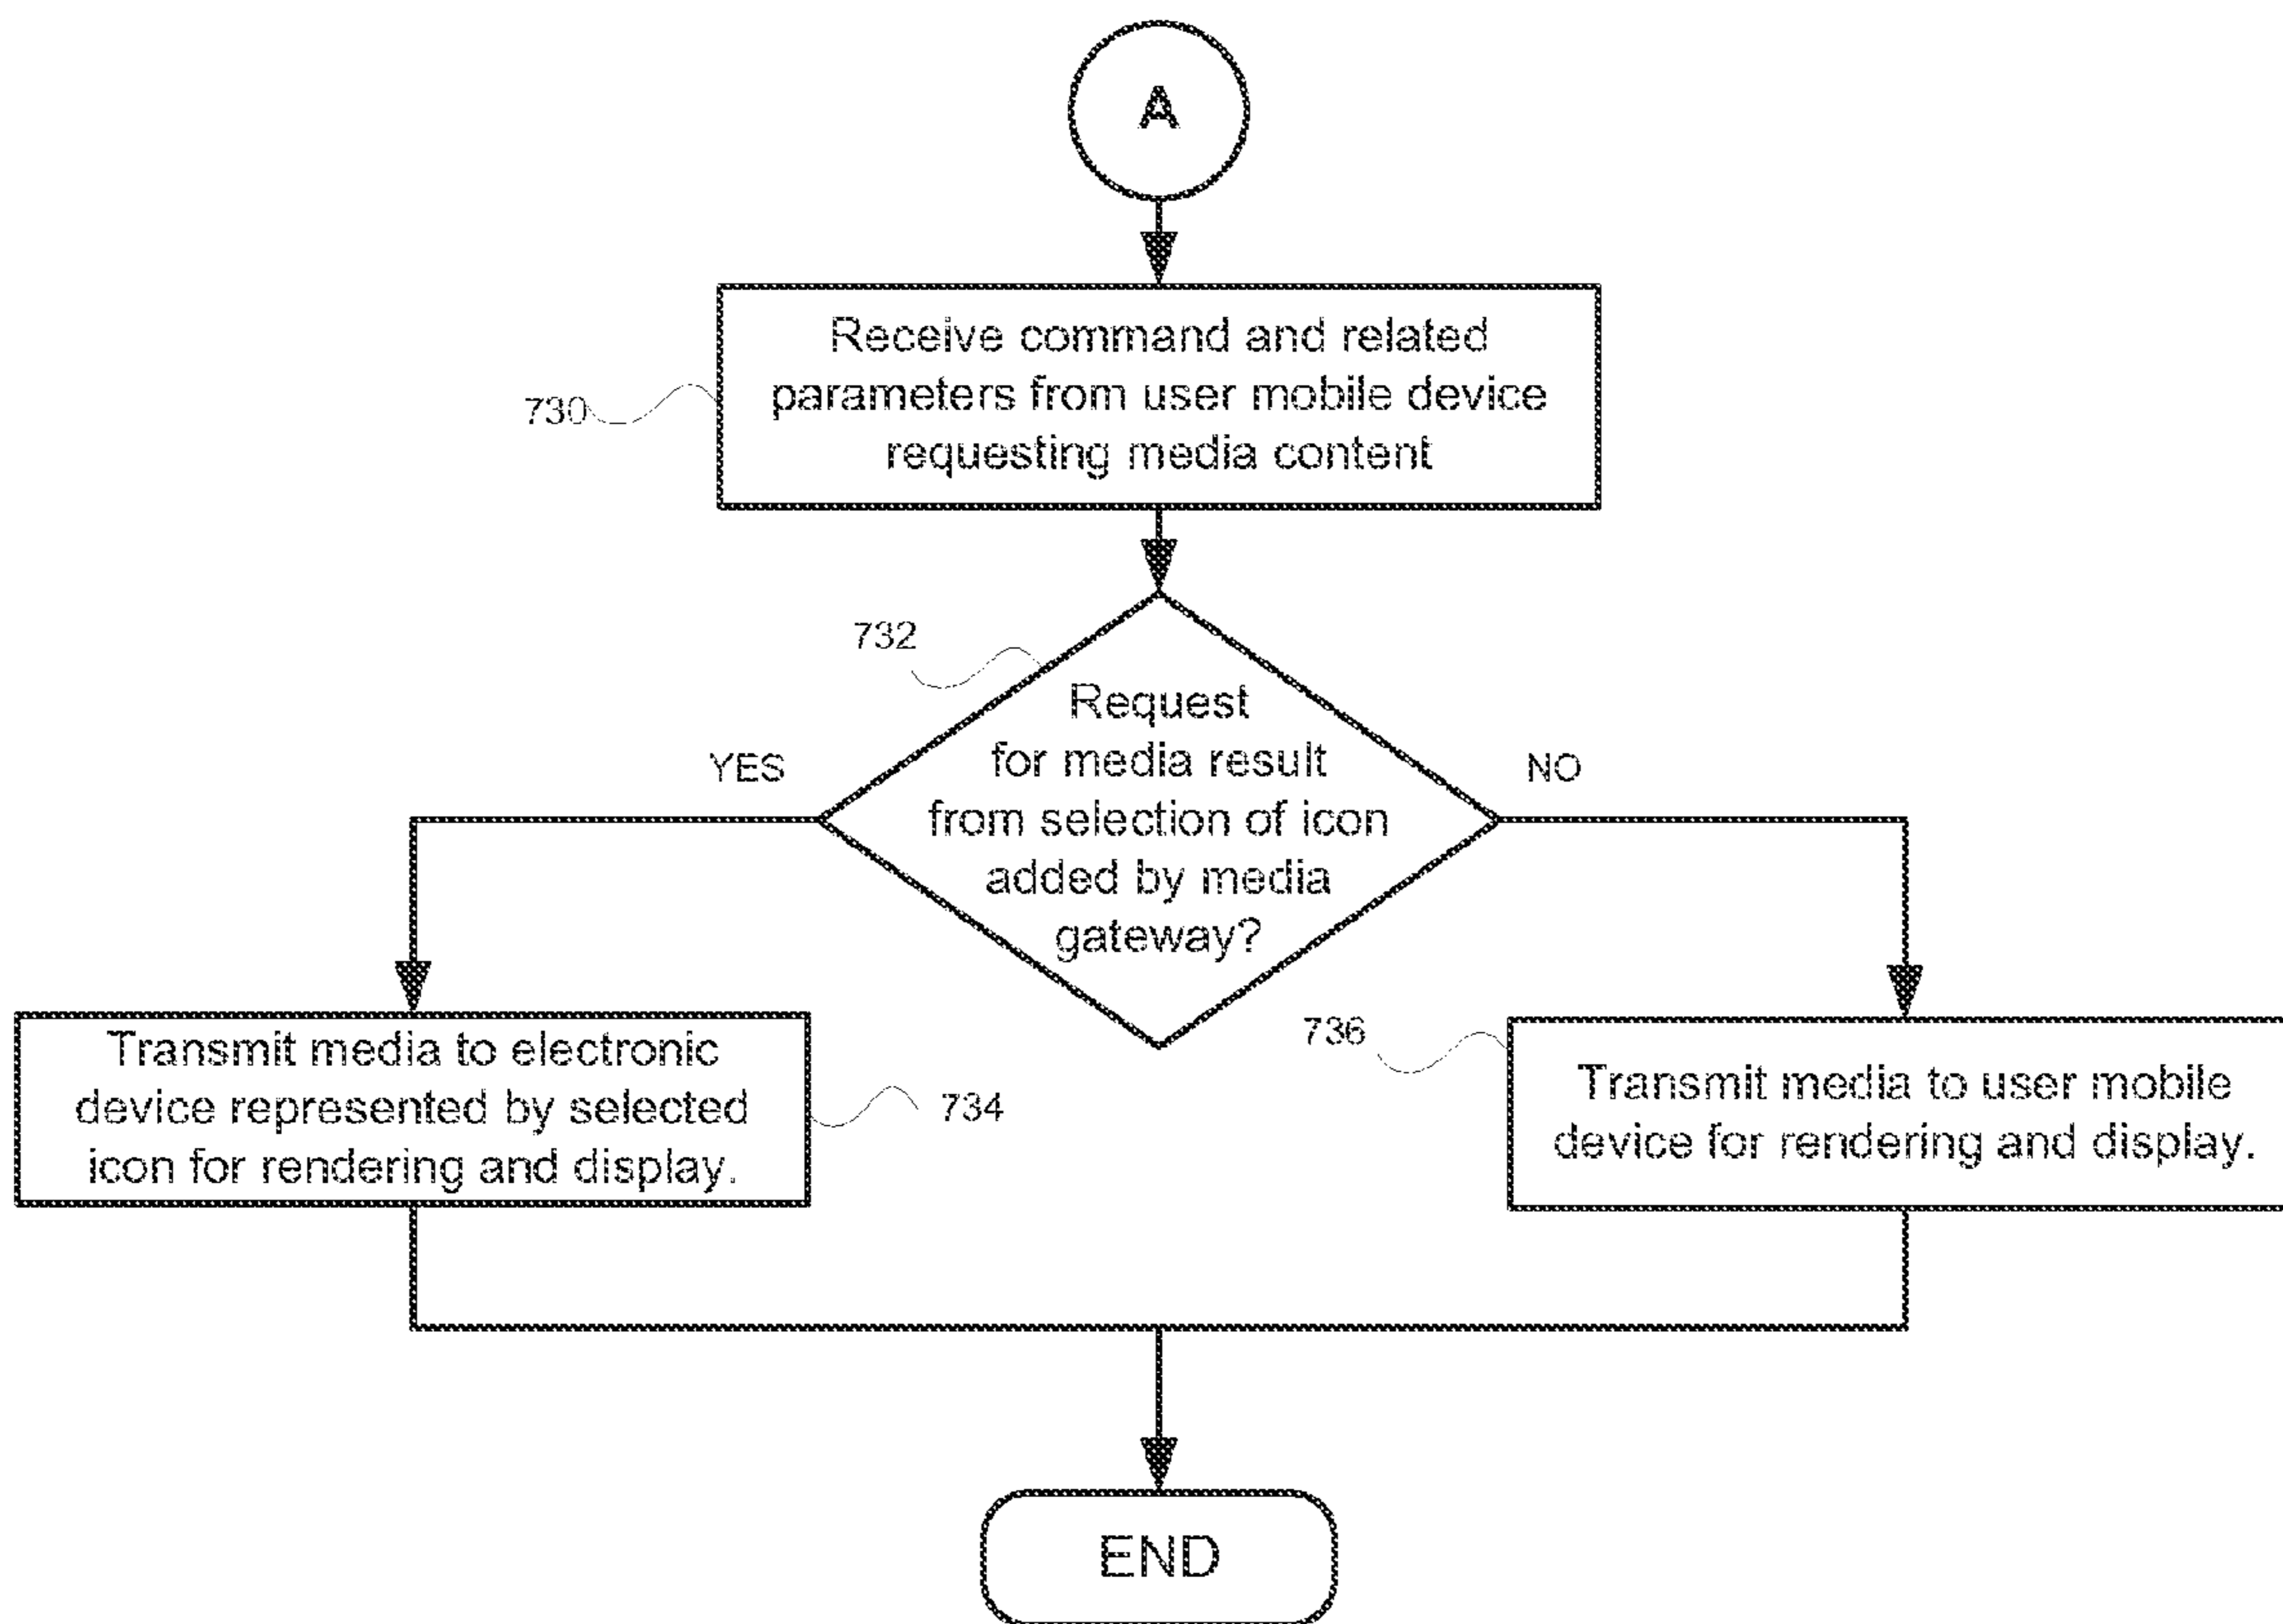 A
Receive command and related
parameters from user mobile device
requesting media content
730
732
Request
for media result
from selection of icon
added by media
gateway?
YES
NO
Transmit media to electronic
device represented by selected
icon for rendering and display.
734
736
Transmit media to user mobile
device for rendering and display.
END